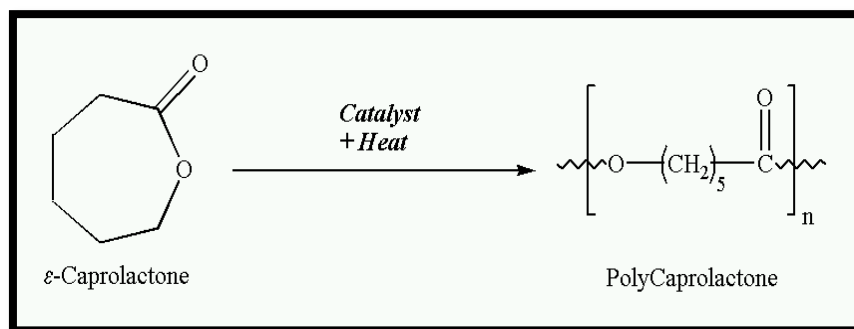 O
O
Catalyst
+ Heat
O
O
(CH₂)₅
C
n
ε-Caprolactone
PolyCaprolactone